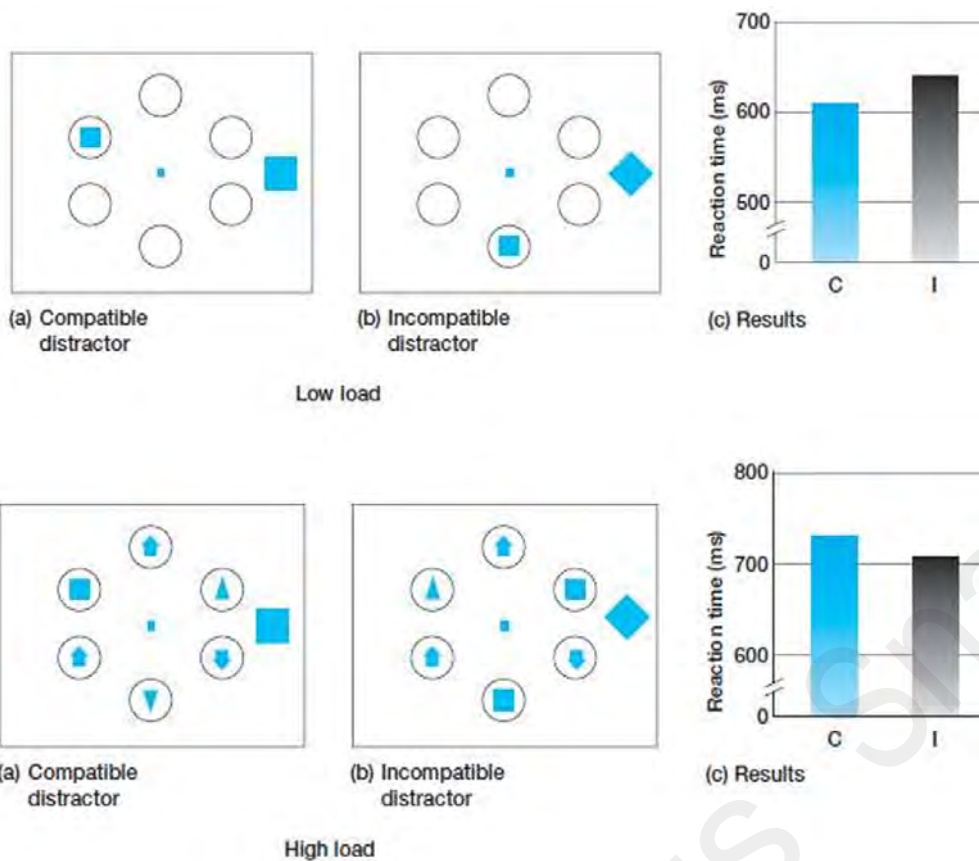 700
600
500
0
Reaction time (ms)
C I
(a) Compatible
distractor
(b) Incompatible
distractor
(c) Results
Low load
800
700
600
0
Reaction time (ms)
C I
(a) Compatible
distractor
(b) Incompatible
distractor
(c) Results
High load